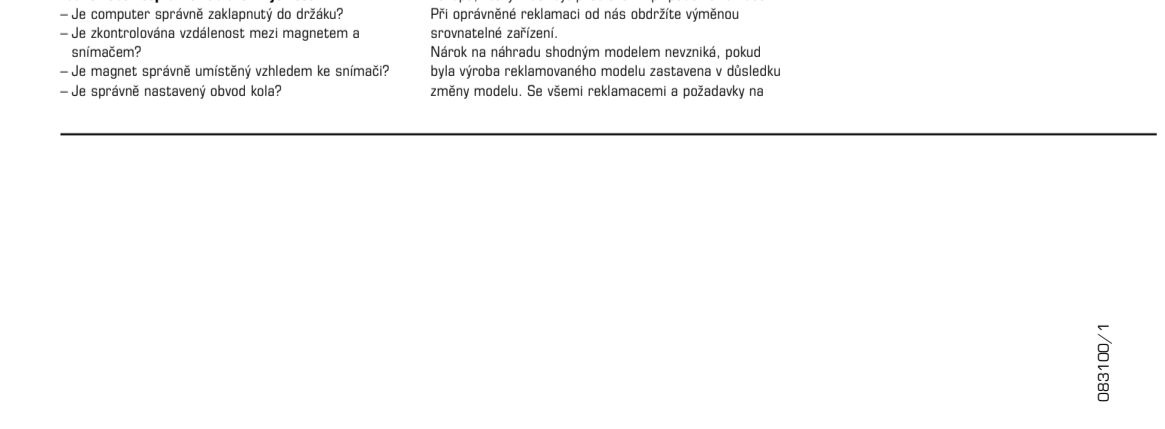 – Je computer správně zaklapnutý do držáku?
– Je zkontrolována vzdálenost mezi magnetem a
snímačem?
– Je magnet správně umístěný vzhledem ke snímači?
– Je správně nastavený obvod kola?
Při oprávněné reklamaci od nás obdržíte výměnou
srovnatelné zařízení.
Nárok na náhradu shodným modelem nevzniká, pokud
byla výroba reklamovaného modelu zastavena v důsledku
změny modelu. Se všemi reklamacemi a požadavky na
083100/1